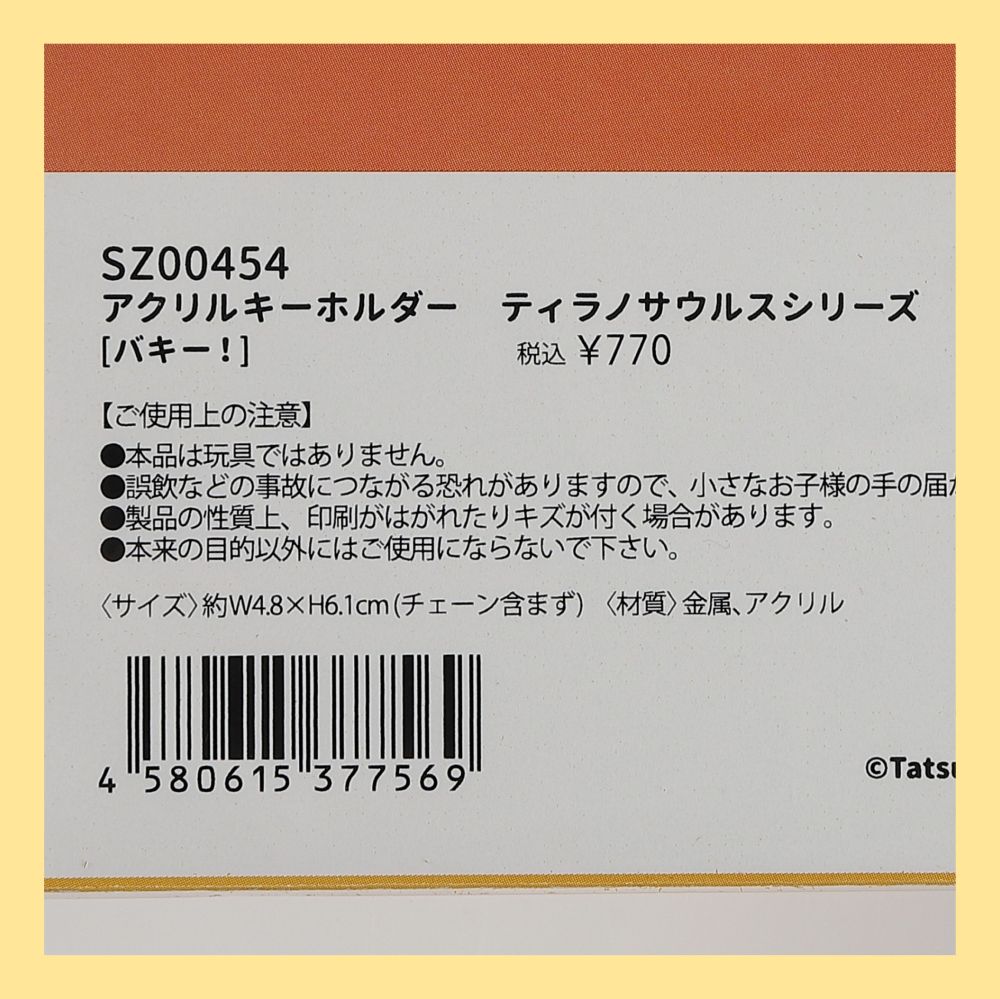 SZ00454
アクリルキーホルダー　ティラノサウルスシリーズ
[バキー！]　税込 ¥770
【ご使用上の注意】
●本品は玩具ではありません。
●誤飲などの事故につながる恐れがありますので、小さなお子様の手の届
●製品の性質上、印刷がはがれたりキズが付く場合があります。
●本来の目的以外にはご使用にならないで下さい。
〈サイズ〉約W4.8×H6.1cm(チェーン含まず)　〈材質〉金属、アクリル
4 580615 377569
©Tatsu